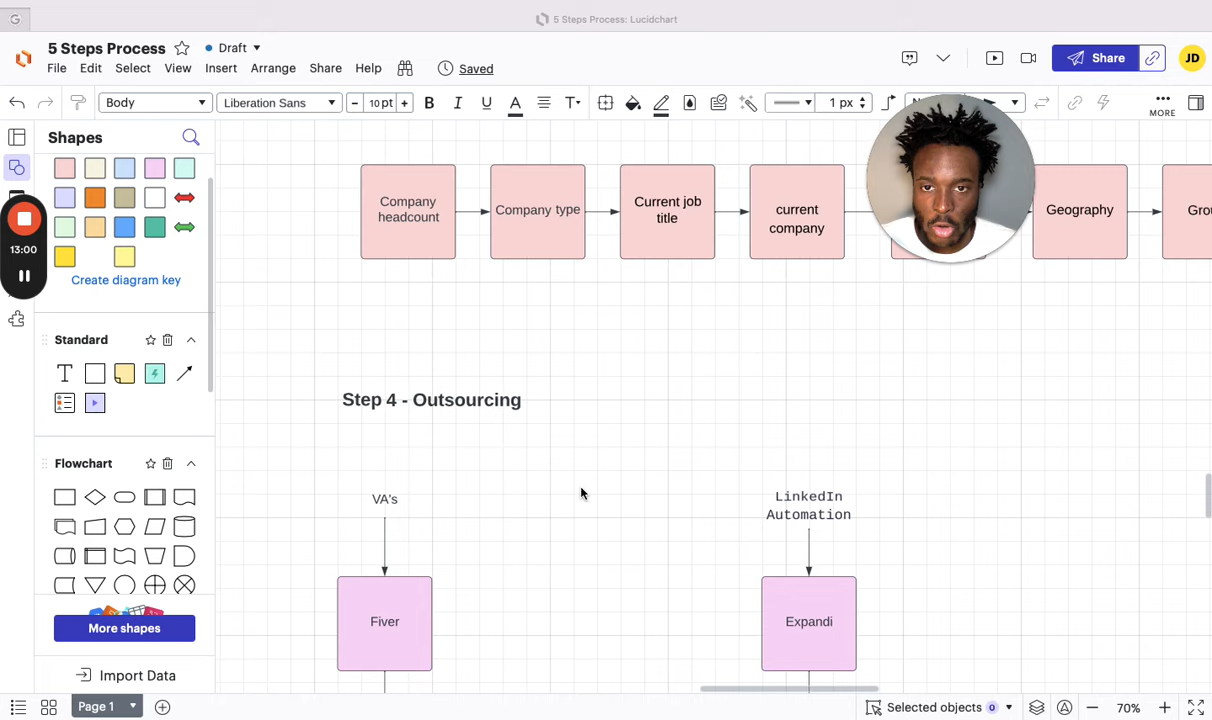 5 Steps Process: Lucidchart
5 Steps Process
Draft
File Edit Select View Insert Arrange Share Help
Saved
Share
JD
Body
Liberation Sans
10 pt
1 px
MORE
Shapes
13:00
Create diagram key
Standard
Flowchart
More shapes
Import Data
Company
headcount
Company type
Current job
title
current
company
Geography
Grou
Step 4 - Outsourcing
VA's
LinkedIn
Automation
Fiver
Expandi
Page 1
Selected objects 0
70%